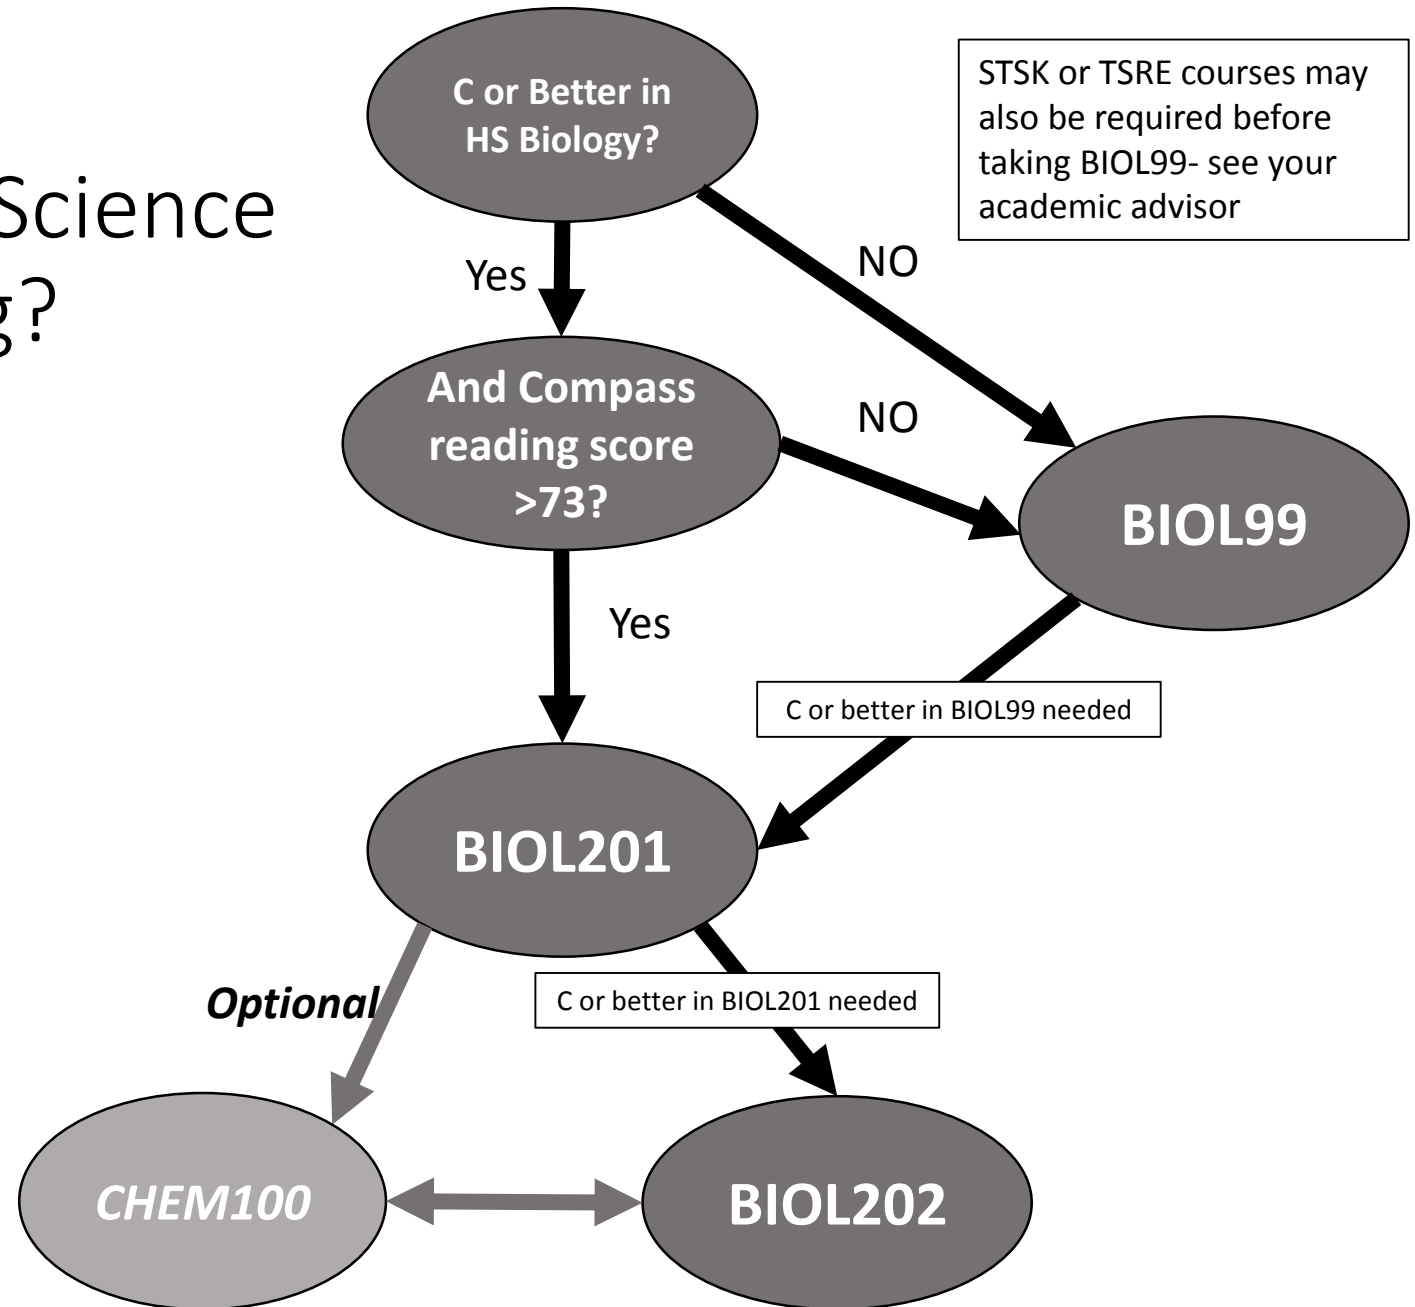 C or Better in
HS Biology?
STSK or TSRE courses may
also be required before
taking BIOL99- see your
academic advisor
Science
g?
Yes
NO
And Compass
reading score
>73?
NO
BIOL99
Yes
C or better in BIOL99 needed
BIOL201
Optional
C or better in BIOL201 needed
CHEM100
BIOL202